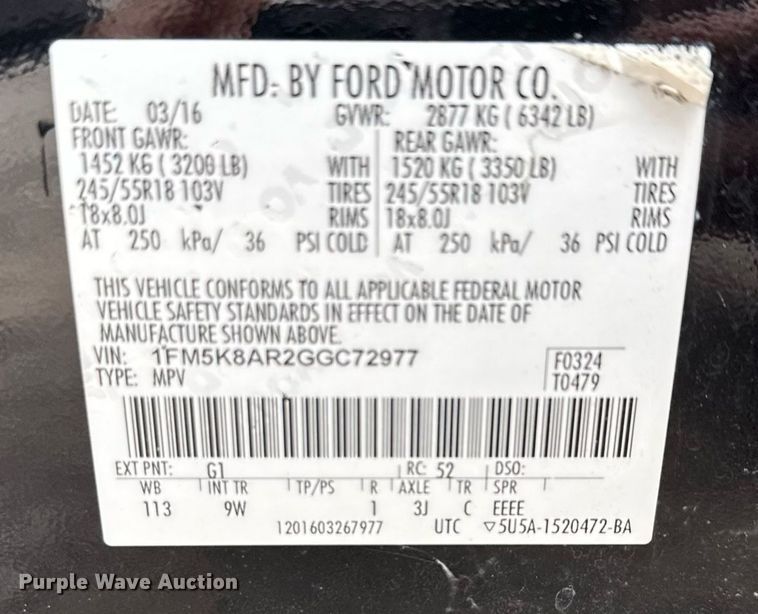 MFD. BY FORD MOTOR CO.
DATE: 03/16 GVWR: 2877 KG ( 6342 LB)
FRONT GAWR: REAR GAWR:
1452 KG ( 3200 LB) WITH 1520 KG ( 3350 LB) WITH
245/55R18 103V TIRES 245/55R18 103V TIRES
18x8.0J RIMS 18x8.0J RIMS
AT 250 kPa/ 36 PSI COLD AT 250 kPa/ 36 PSI COLD
THIS VEHICLE CONFORMS TO ALL APPLICABLE FEDERAL MOTOR
VEHICLE SAFETY STANDARDS IN EFFECT ON THE DATE OF
MANUFACTURE SHOWN ABOVE.
VIN: 1FM5K8AR2GGC72977 F0324
TYPE: MPV T0479
EXT PNT: G1 RC: 52 DSO:
WB INT TR TP/PS R AXLE TR SPR
113 9W 1 3J C EEEE
1201603267977 UTC ▽5U5A-1520472-BA
Purple Wave Auction